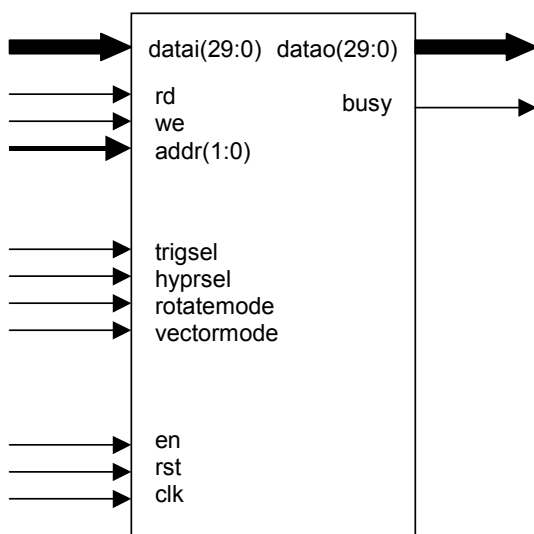 datai(29:0) datao(29:0)
rd
busy
we
addr(1:0)
trigsel
hyprsel
rotatemode
vectormode
en
rst
clk